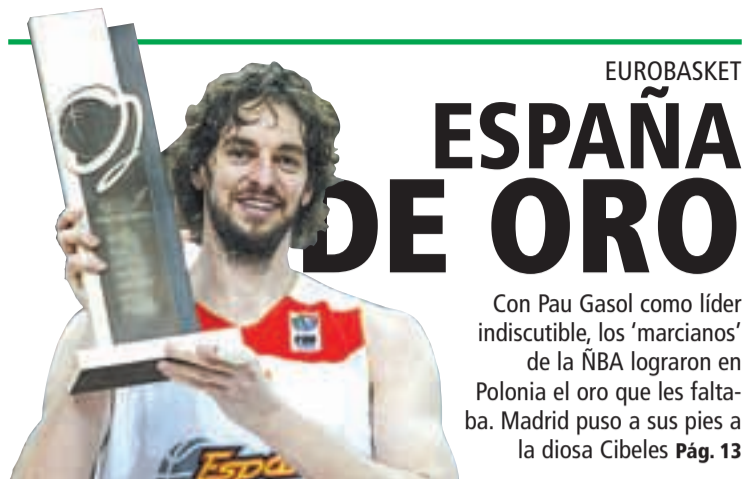 EUROBASKET
ESPAÑA
DE ORO
Con Pau Gasol como líder
indiscutible, los ‘marcianos’
de la ÑBA lograron en
Polonia el oro que les falta-
ba. Madrid puso a sus pies a
la diosa Cibeles Pág. 13